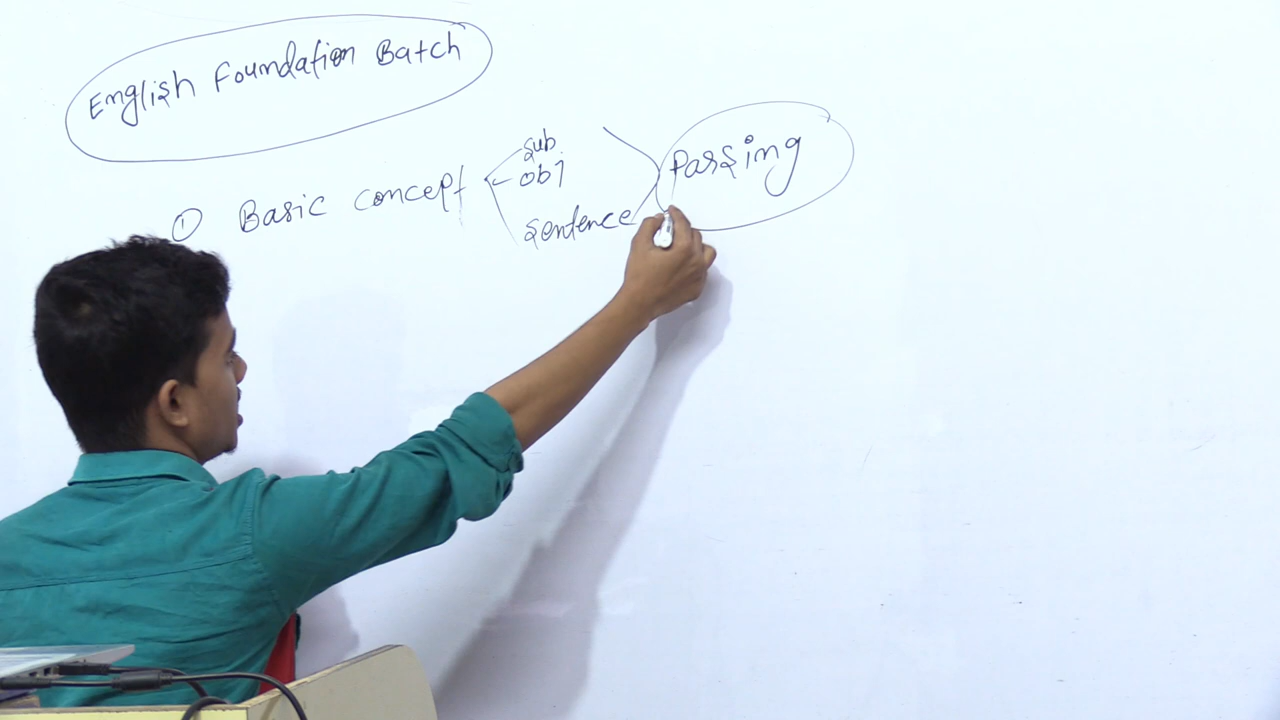 English Foundation Batch
① Basic concept
sub
obj
sentence
Parsing